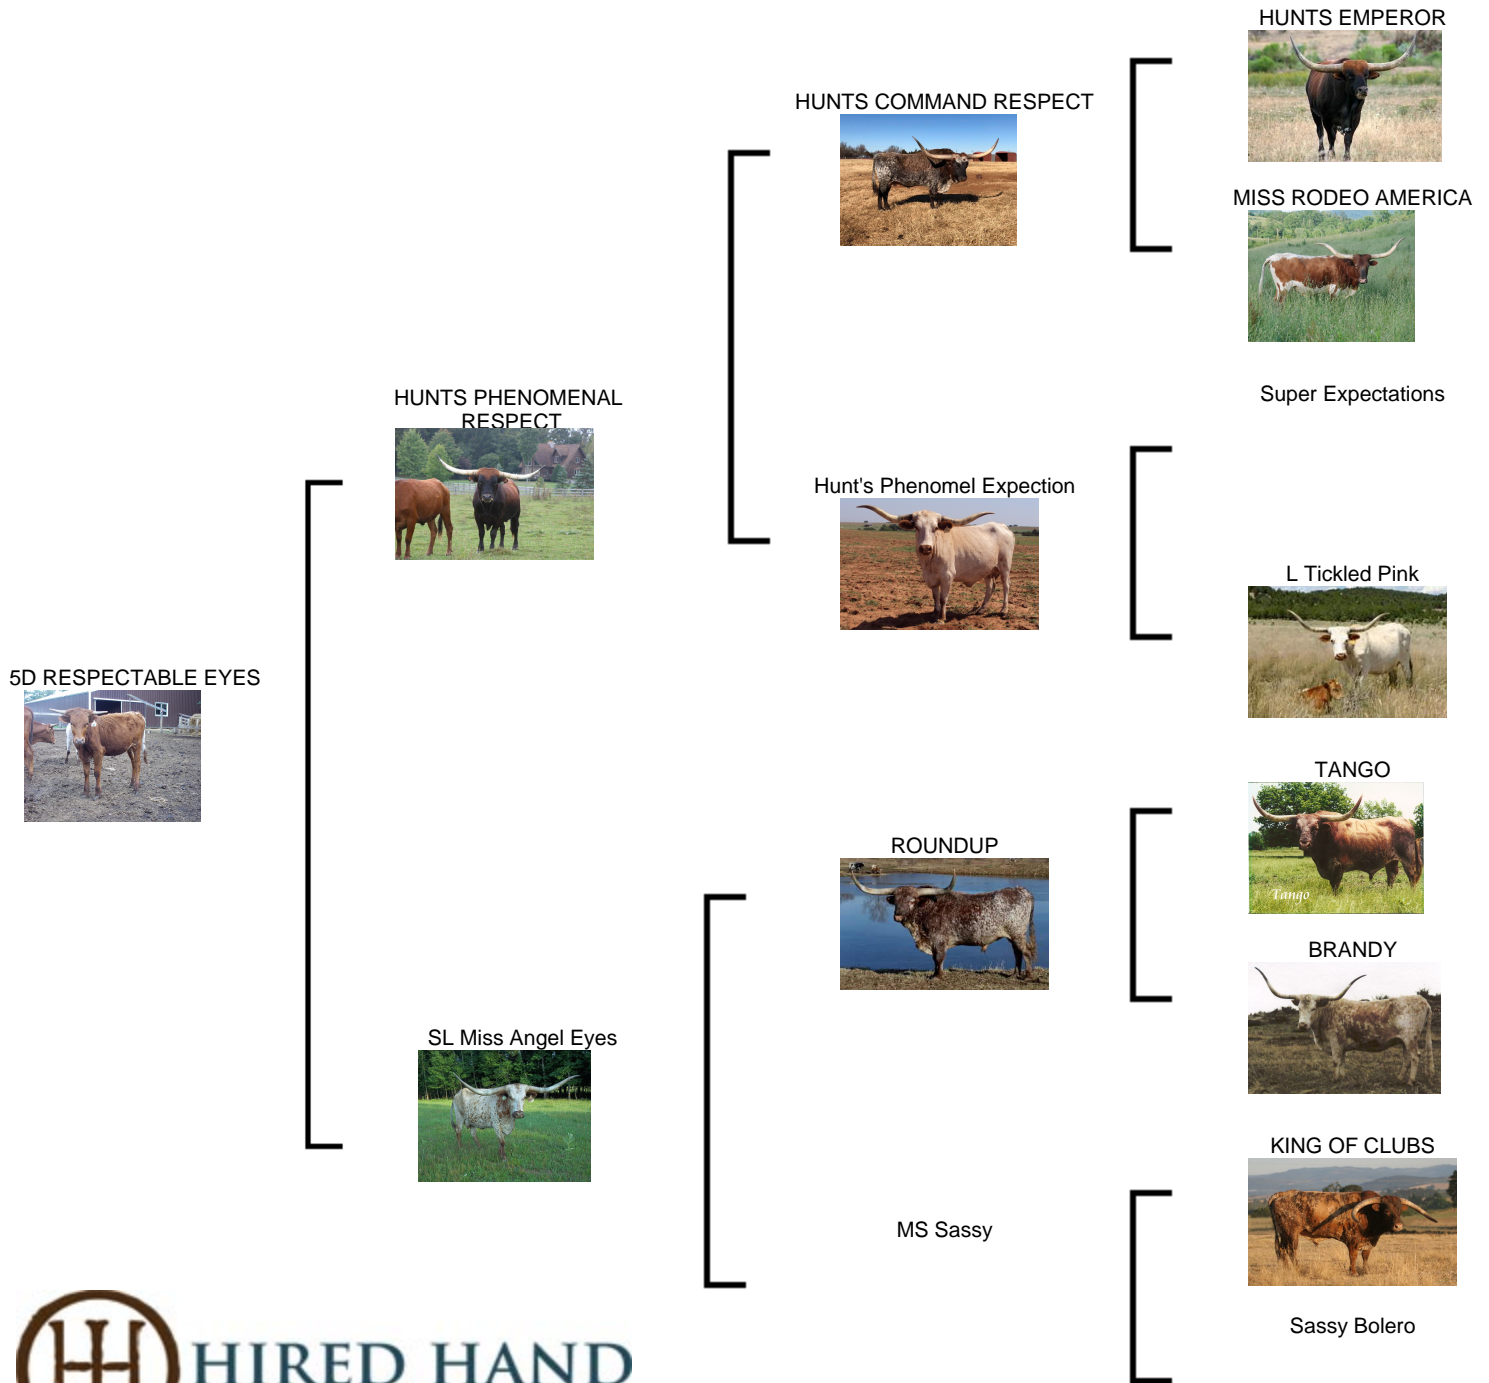 HUNTS EMPEROR
HUNTS COMMAND RESPECT
MISS RODEO AMERICA
HUNTS PHENOMENAL
RESPECT
Super Expectations
Hunt's Phenomel Expection
L Tickled Pink
5D RESPECTABLE EYES
TANGO
Tango
ROUNDUP
BRANDY
SL Miss Angel Eyes
KING OF CLUBS
MS Sassy
Sassy Bolero
HIRED HAND